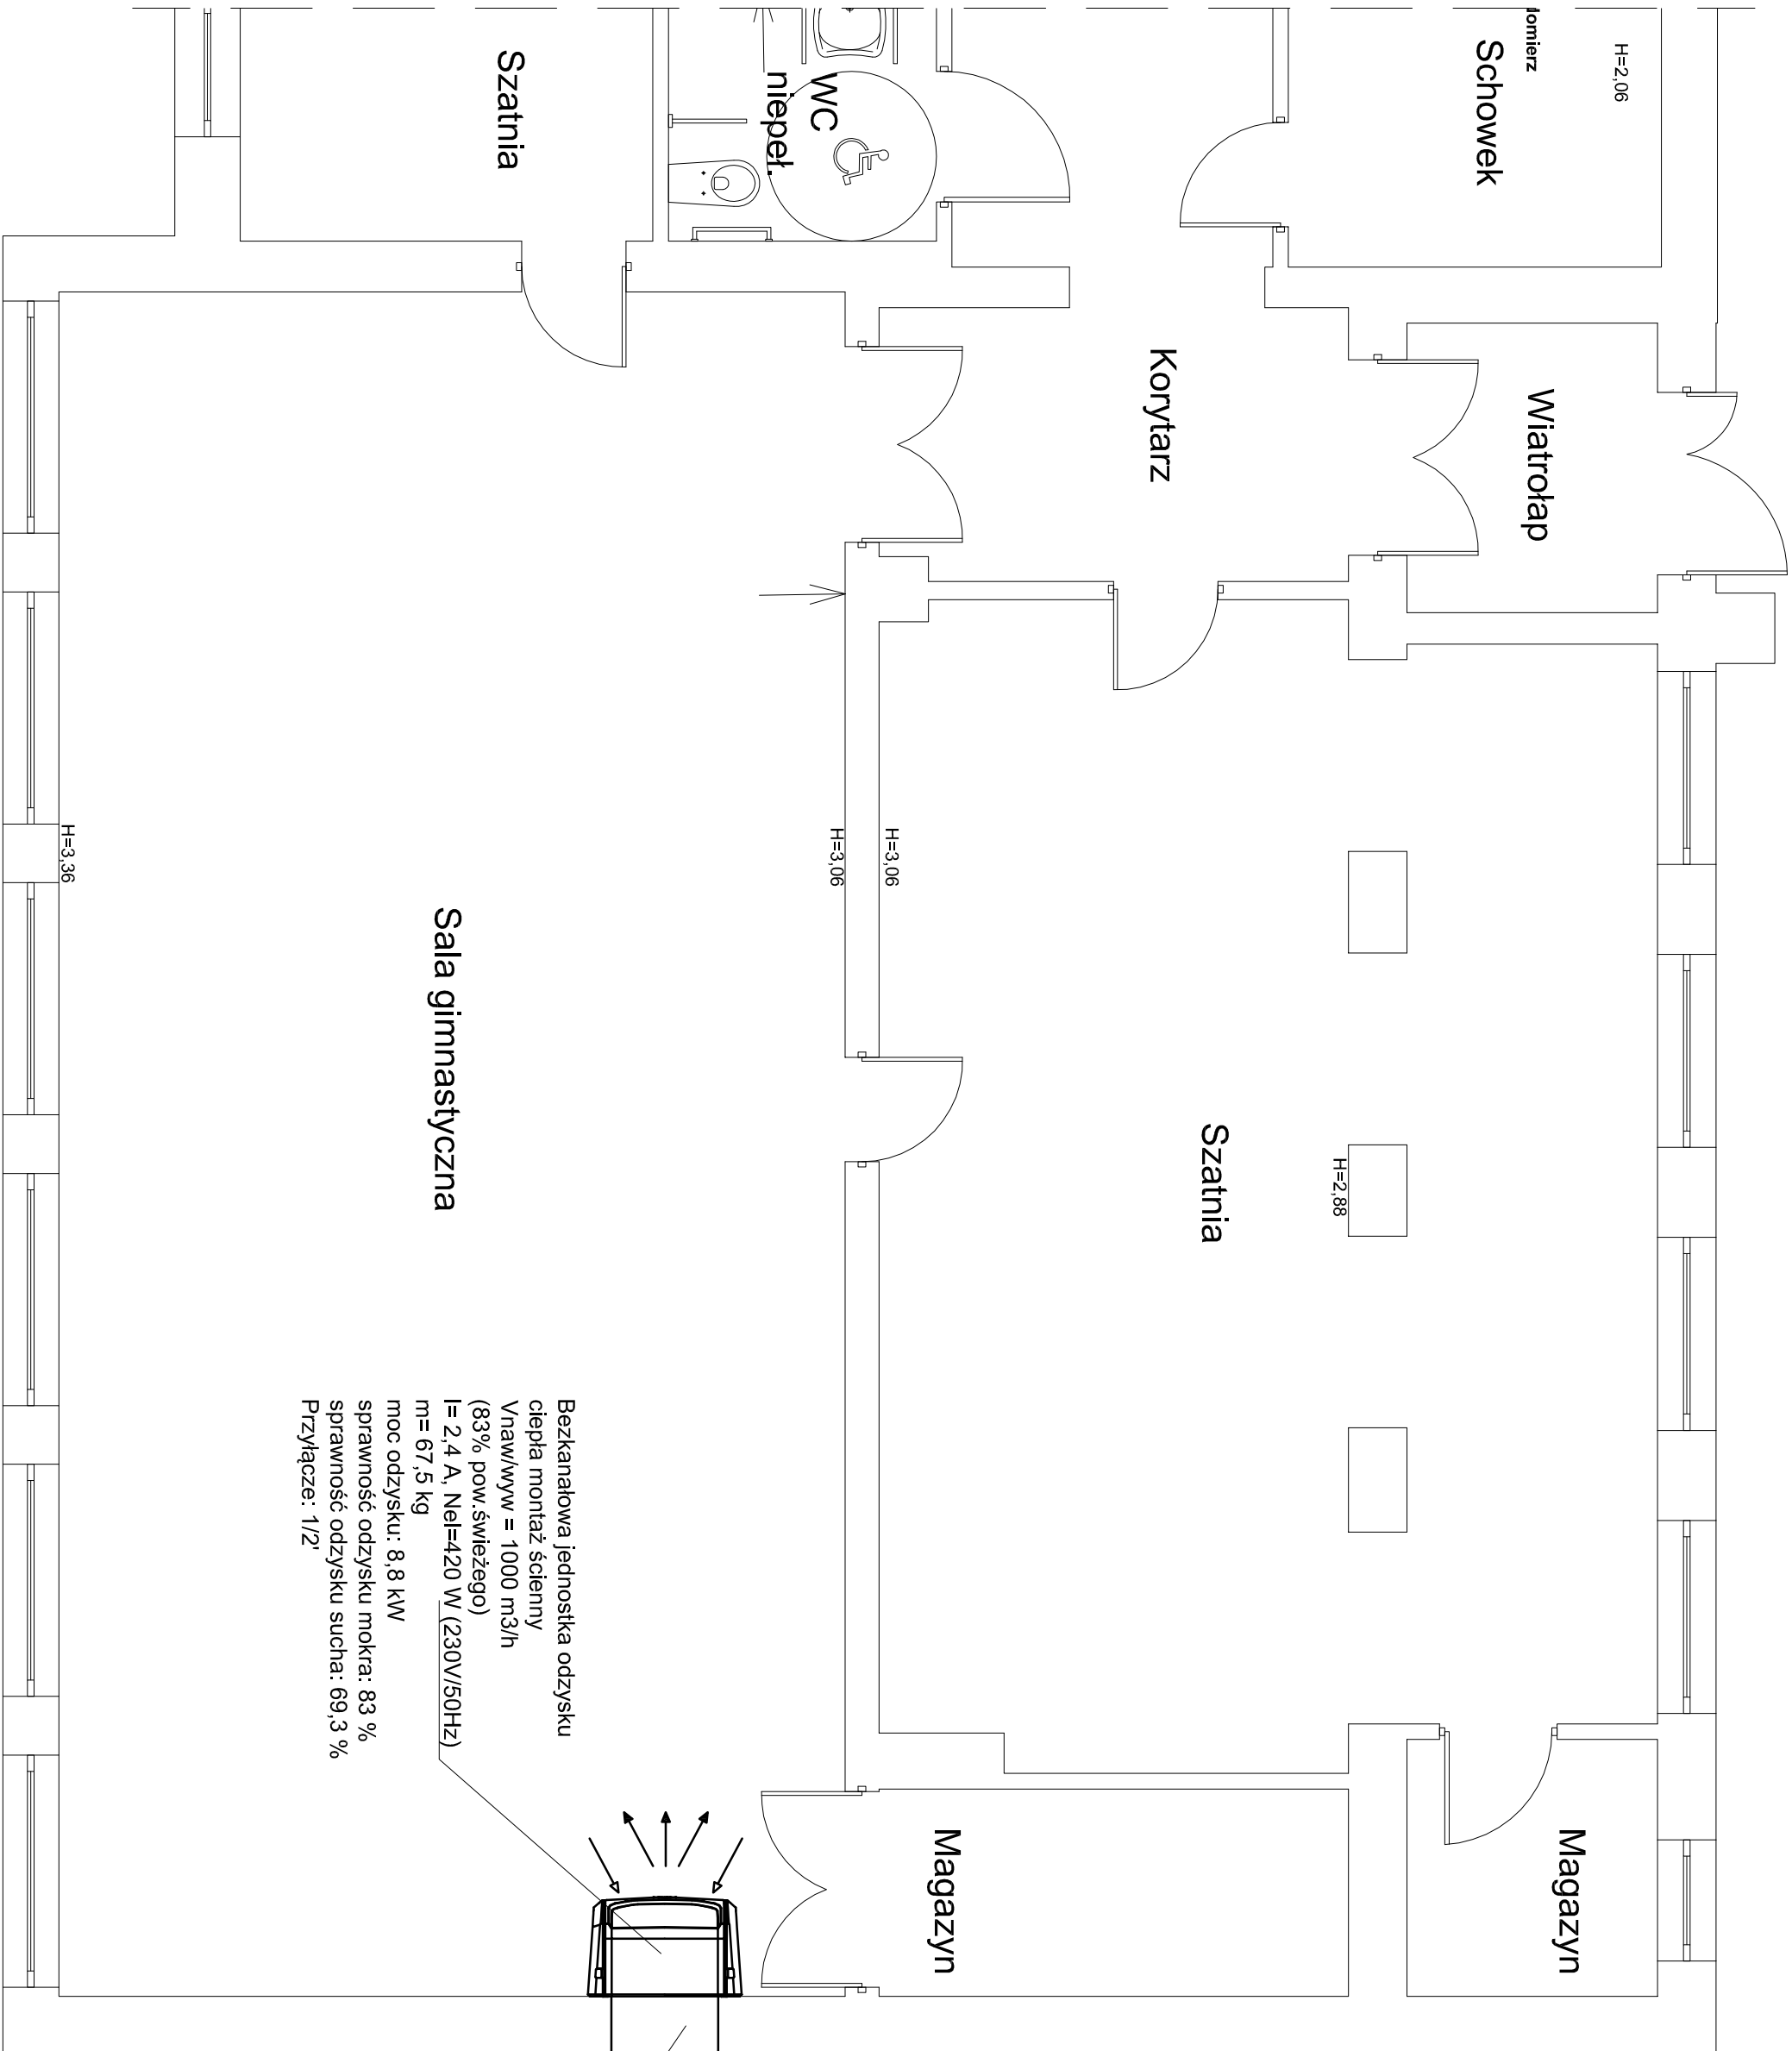 H=2,06
domierz
Schowek
WC
niepeł.
Szatnia
Wiatrołap
Korytarz
H=3,06
H=3,06
H=3,36
Sala gimnastyczna
Szatnia
H=2,88
Bezkanałowa jednostka odzysku
ciepła montaż ścienny
Vnaw/wyw = 1000 m3/h
(83% pow.świeżego)
I= 2,4 A, Nel=420 W (230V/50Hz)
m= 67,5 kg
moc odzysku: 8,8 kW
sprawność odzysku mokra: 83 %
sprawność odzysku sucha: 69,3 %
Przyłącze: 1/2'
Magazyn
Magazyn